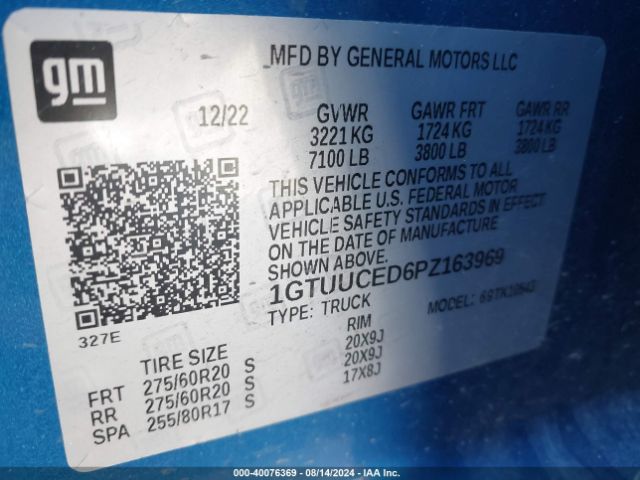 gm
MFD BY GENERAL MOTORS LLC
12/22
GVWR GAWR FRT GAWR RR
3221 KG 1724 KG 1724 KG
7100 LB 3800 LB 3800 LB
THIS VEHICLE CONFORMS TO ALL
APPLICABLE U.S. FEDERAL MOTOR
VEHICLE SAFETY STANDARDS IN EFFECT
ON THE DATE OF MANUFACTURE
SHOWN ABOVE.
1GTUUCED6PZ163969
TYPE: TRUCK MODEL:
327E
TIRE SIZE RIM
FRT 275/60R20 S 20X9J
RR 275/60R20 S 20X9J
SPA 255/80R17 S 17X8J
000-40076369 - 08/14/2024 - IAA Inc.